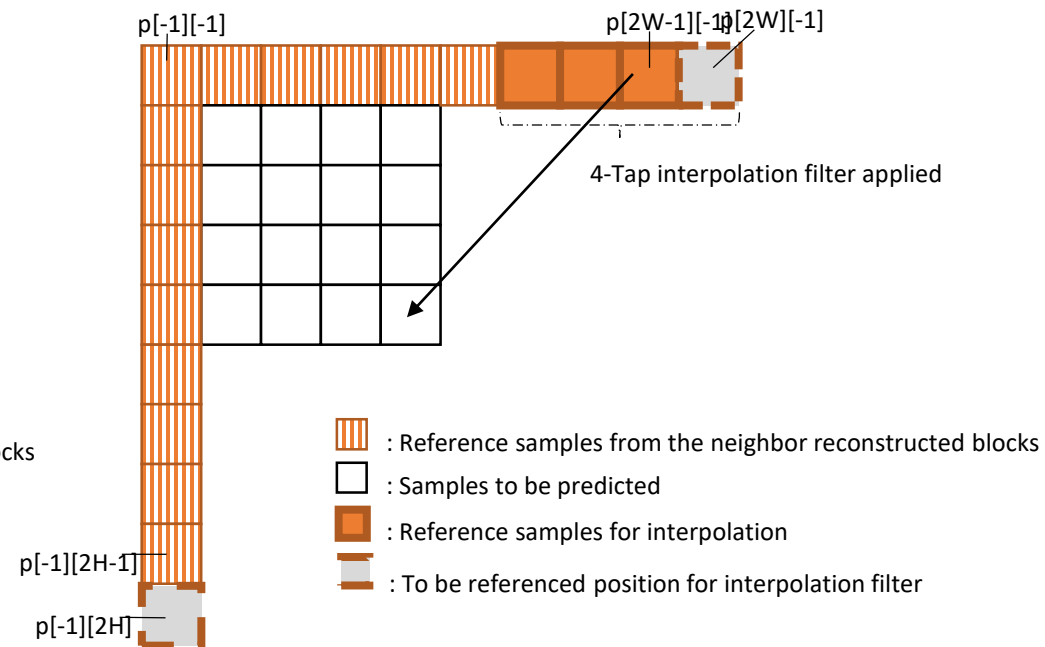 p[-1][-1]
p[2W-1][-1]
p[2W][-1]
4-Tap interpolation filter applied
: Reference samples from the neighbor reconstructed blocks
cks
: Samples to be predicted
: Reference samples for interpolation
p[-1][2H-1]
: To be referenced position for interpolation filter
p[-1][2H]